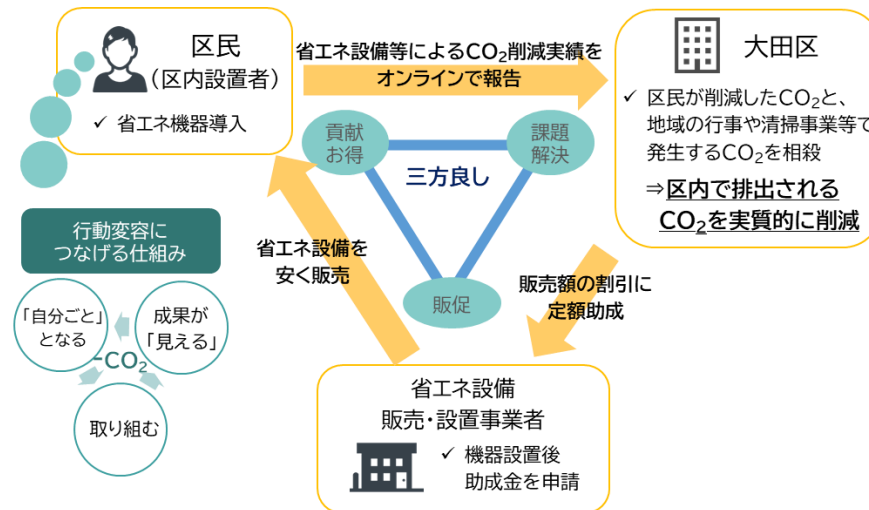 区民
(区内設置者)
✓ 省エネ機器導入
省エネ設備等によるCO₂削減実績を
オンラインで報告
大田区
✓ 区民が削減したCO₂と、
地域の行事や清掃事業等で
発生するCO₂を相殺
⇒区内で排出される
CO₂を実質的に削減
貢献
お得
課題
解決
三方良し
販促
省エネ設備を
安く販売
販売額の割引に
定額助成
行動変容に
つなげる仕組み
「自分ごと」
となる
成果が
「見える」
-CO₂
取り組む
省エネ設備
販売・設置事業者
✓ 機器設置後
助成金を申請